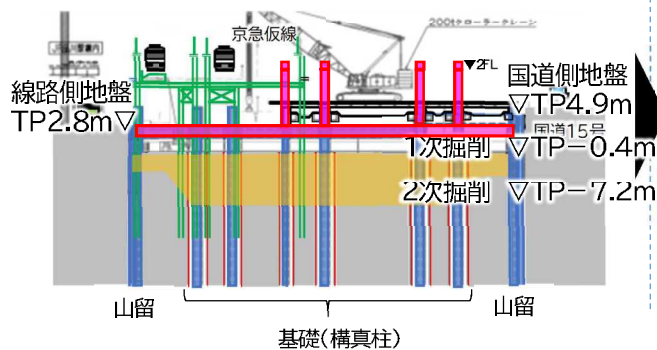 京急仮線
200tクローラークレーン
▼2FL
線路側地盤
TP2.8m▽
国道側地盤
▽TP4.9m
国道15号
1次掘削 ▽TP−0.4m
2次掘削 ▽TP−7.2m
山留
山留
基礎(構真柱)